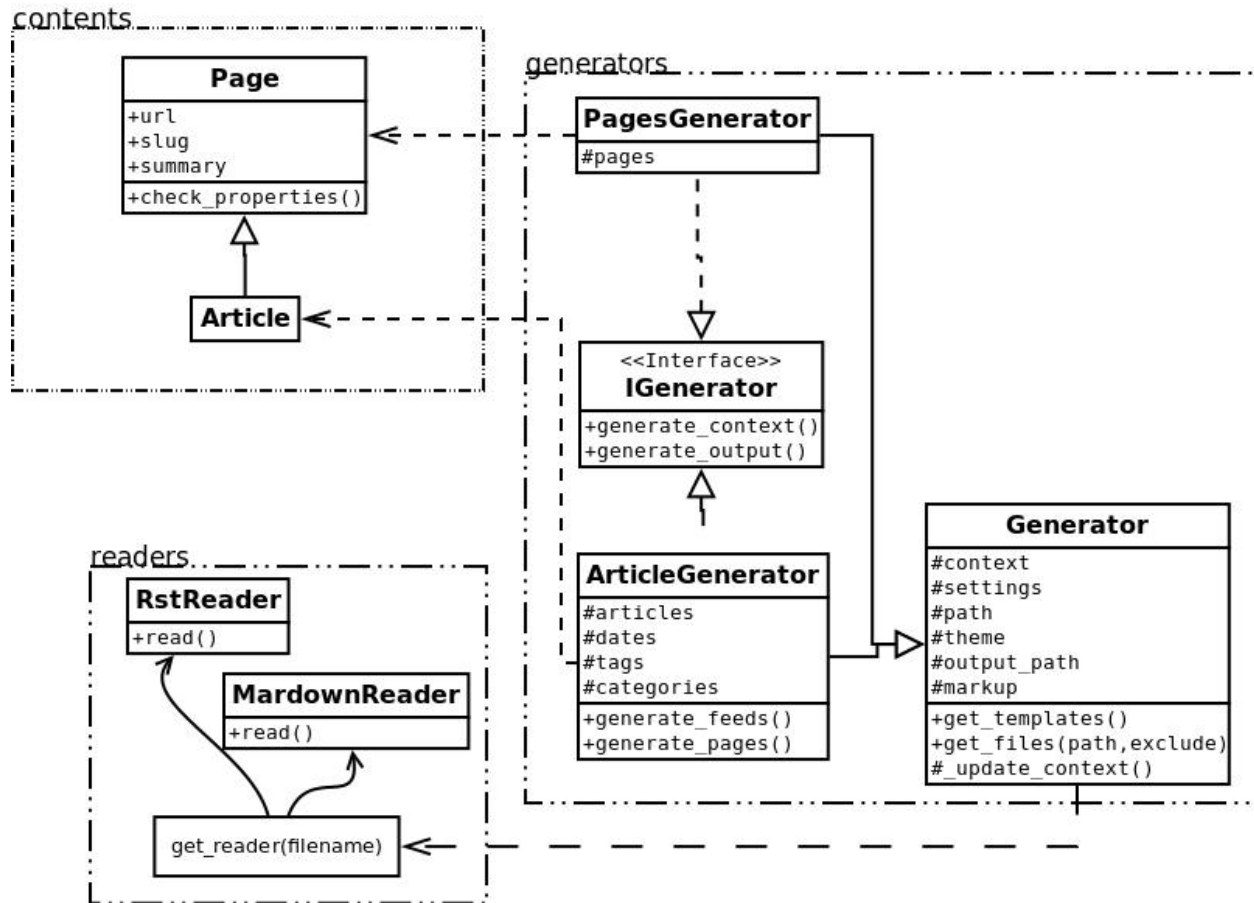 contents
Page
+url
+slug
+summary
+check_properties()
Article
generators
PagesGenerator
#pages
<<Interface>>
IGenerator
+generate_context()
+generate_output()
ArticleGenerator
#articles
#dates
#tags
#categories
+generate_feeds()
+generate_pages()
Generator
#context
#settings
#path
#theme
#output_path
#markup
+get_templates()
+get_files(path,exclude)
#_update_context()
readers
RstReader
+read()
MardownReader
+read()
get_reader(filename)